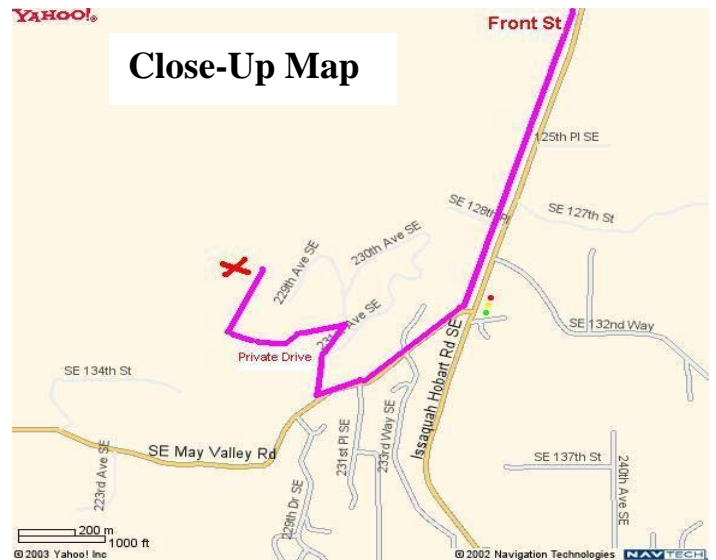 YAHOO!®
Front St
Close-Up Map
125th Pl SE
SE 128th Pl
SE 127th St
230th Ave SE
229th Ave SE
231st Ave SE
SE 132nd Way
Private Drive
Issaquah Hobart Rd SE
SE 134th St
SE May Valley Rd
231st Pl SE
233rd Way SE
SE 137th St
240th Ave SE
223rd Ave SE
229th Dr SE
200 m
1000 ft
©2003 Yahoo! Inc
©2002 Navigation Technologies NAVTECH